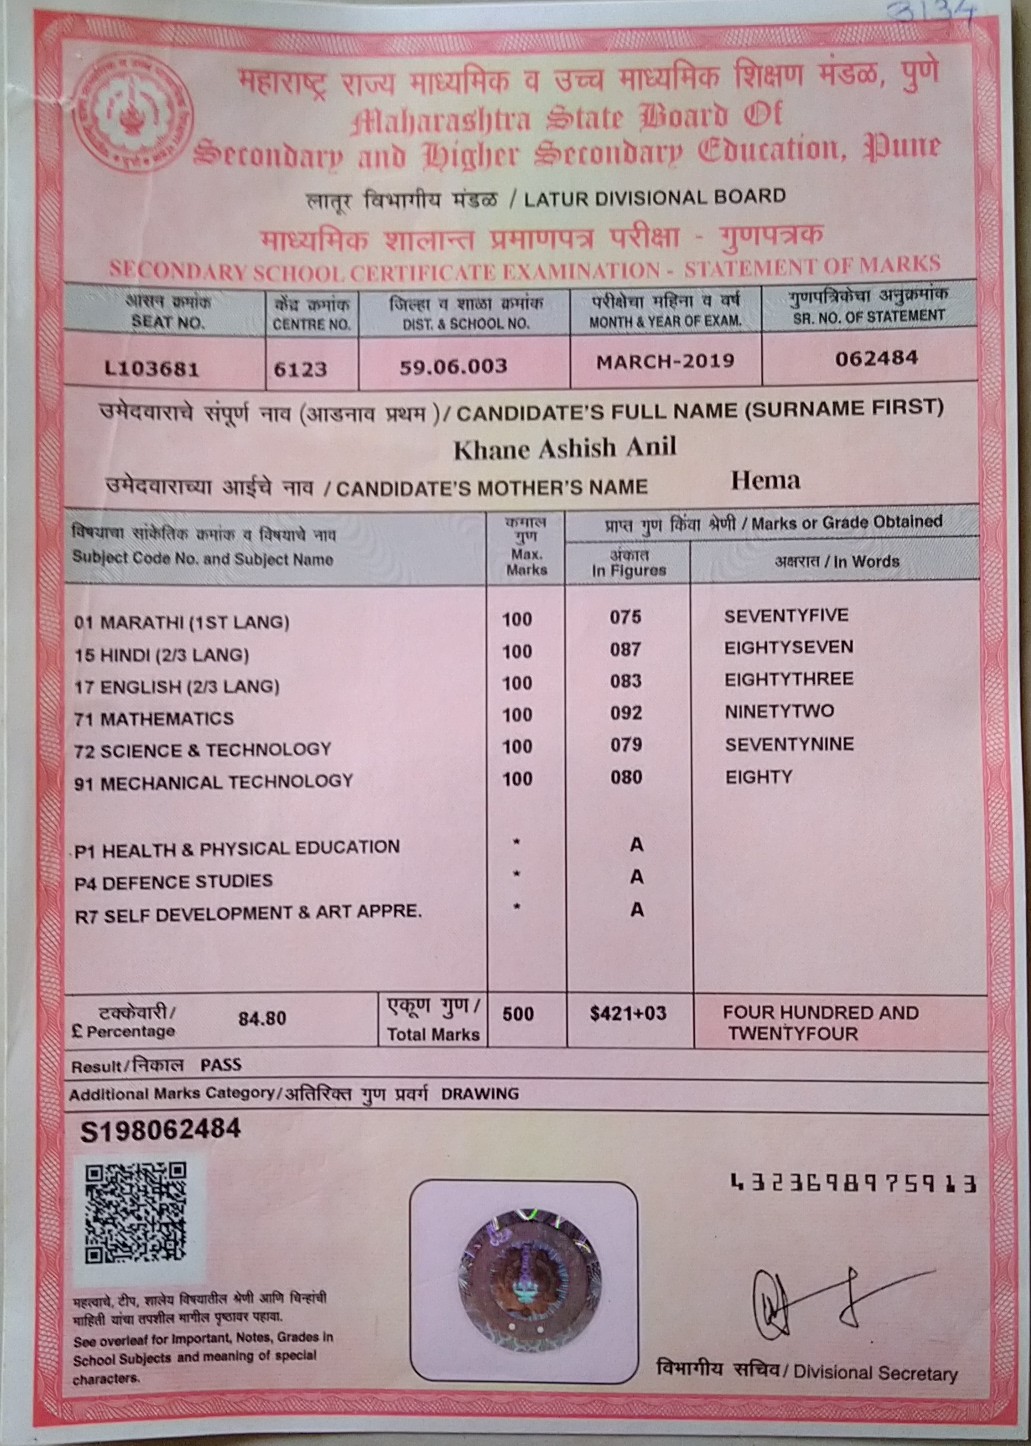 3134
महाराष्ट्र राज्य माध्यमिक व उच्च माध्यमिक शिक्षण मंडळ, पुणे
Maharashtra State Board Of
Secondary and Higher Secondary Education, Pune
लातूर विभागीय मंडळ / LATUR DIVISIONAL BOARD
माध्यमिक शालान्त प्रमाणपत्र परीक्षा - गुणपत्रक
SECONDARY SCHOOL CERTIFICATE EXAMINATION - STATEMENT OF MARKS
आसन क्रमांक केंद्र क्रमांक जिल्हा व शाळा क्रमांक परीक्षेचा महिना व वर्ष गुणपत्रिकेचा अनुक्रमांक
SEAT NO. CENTRE NO. DIST. & SCHOOL NO. MONTH & YEAR OF EXAM. SR. NO. OF STATEMENT
L103681 6123 59.06.003 MARCH-2019 062484
उमेदवाराचे संपूर्ण नाव (आडनाव प्रथम )/ CANDIDATE'S FULL NAME (SURNAME FIRST)
Khane Ashish Anil
उमेदवाराच्या आईचे नाव / CANDIDATE'S MOTHER'S NAME Hema
विषयाचा सांकेतिक क्रमांक व विषयाचे नाव
Subject Code No. and Subject Name
कमाल
गुण
Max.
Marks
प्राप्त गुण किंवा श्रेणी / Marks or Grade Obtained
अंकात
In Figures
अक्षरात / In Words
01 MARATHI (1ST LANG) 100 075 SEVENTYFIVE
15 HINDI (2/3 LANG) 100 087 EIGHTYSEVEN
17 ENGLISH (2/3 LANG) 100 083 EIGHTYTHREE
71 MATHEMATICS 100 092 NINETYTWO
72 SCIENCE & TECHNOLOGY 100 079 SEVENTYNINE
91 MECHANICAL TECHNOLOGY 100 080 EIGHTY
P1 HEALTH & PHYSICAL EDUCATION * A
P4 DEFENCE STUDIES * A
R7 SELF DEVELOPMENT & ART APPRE. * A
टक्केवारी /
£ Percentage
84.80
एकूण गुण /
Total Marks
500 $421+03 FOUR HUNDRED AND
TWENTYFOUR
Result/निकाल PASS
Additional Marks Category/अतिरिक्त गुण प्रवर्ग DRAWING
S198062484
4323698975913
महत्वाचे, टीप, शालेय विषयातील श्रेणी आणि चिन्हांची
माहिती यांचा तपशील मागील पृष्ठावर पहावा.
See overleaf for Important, Notes, Grades in
School Subjects and meaning of special
characters.
विभागीय सचिव / Divisional Secretary